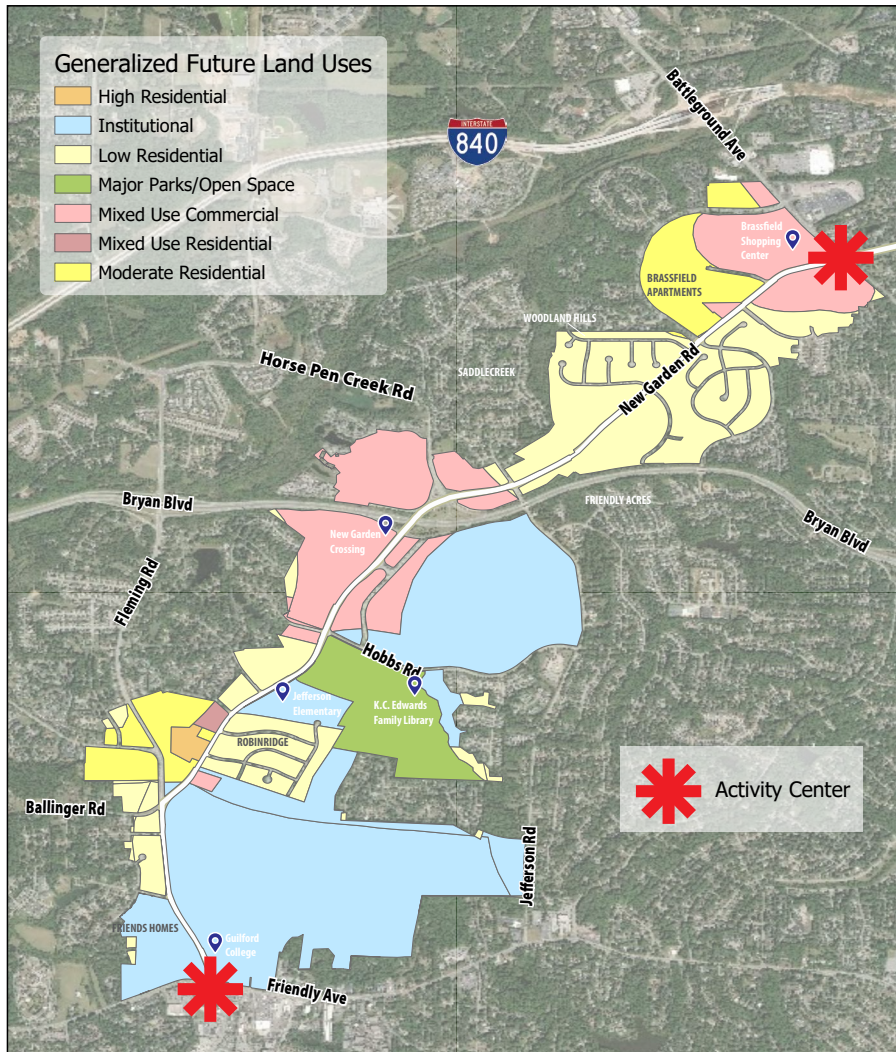 Generalized Future Land Uses
High Residential
Institutional
Low Residential
Major Parks/Open Space
Mixed Use Commercial
Mixed Use Residential
Moderate Residential
INTERSTATE
840
Battleground Ave
Brassfield
Shopping
Center
BRASSFIELD
APARTMENTS
WOODLAND HILLS
New Garden Rd
SADDLECREEK
Horse Pen Creek Rd
Bryan Blvd
FRIENDLY ACRES
Bryan Blvd
New Garden
Crossing
Fleming Rd
Hobbs Rd
Jefferson
Elementary
K.C. Edwards
Family Library
ROBINRIDGE
Activity Center
Ballinger Rd
Jefferson Rd
FRIENDS HOMES
Guilford
College
Friendly Ave